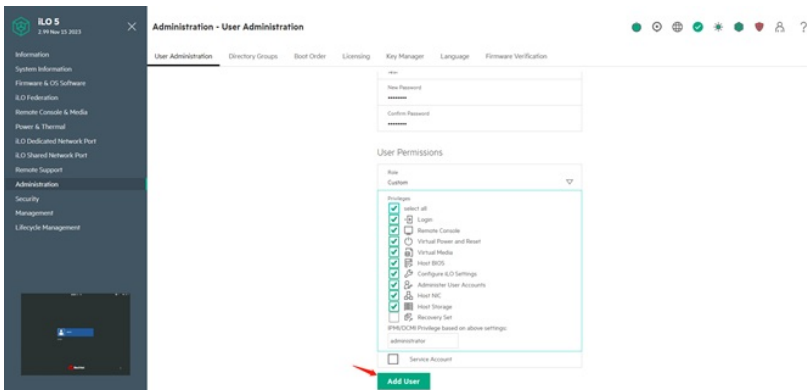 iLO 5
2.99 Nov 15 2023
Administration - User Administration
Information
System Information
Firmware & OS Software
iLO Federation
Remote Console & Media
Power & Thermal
iLO Dedicated Network Port
iLO Shared Network Port
Remote Support
Administration
Security
Management
Lifecycle Management
User Administration
Directory Groups
Boot Order
Licensing
Key Manager
Language
Firmware Verification
New Password
••••••••
Confirm Password
••••••••
User Permissions
Role
Custom
Privileges
select all
Login
Remote Console
Virtual Power and Reset
Virtual Media
Host BIOS
Configure iLO Settings
Administer User Accounts
Host NIC
Host Storage
Recovery Set
IPMI/DCMI Privilege based on above settings:
administrator
Service Account
Add User